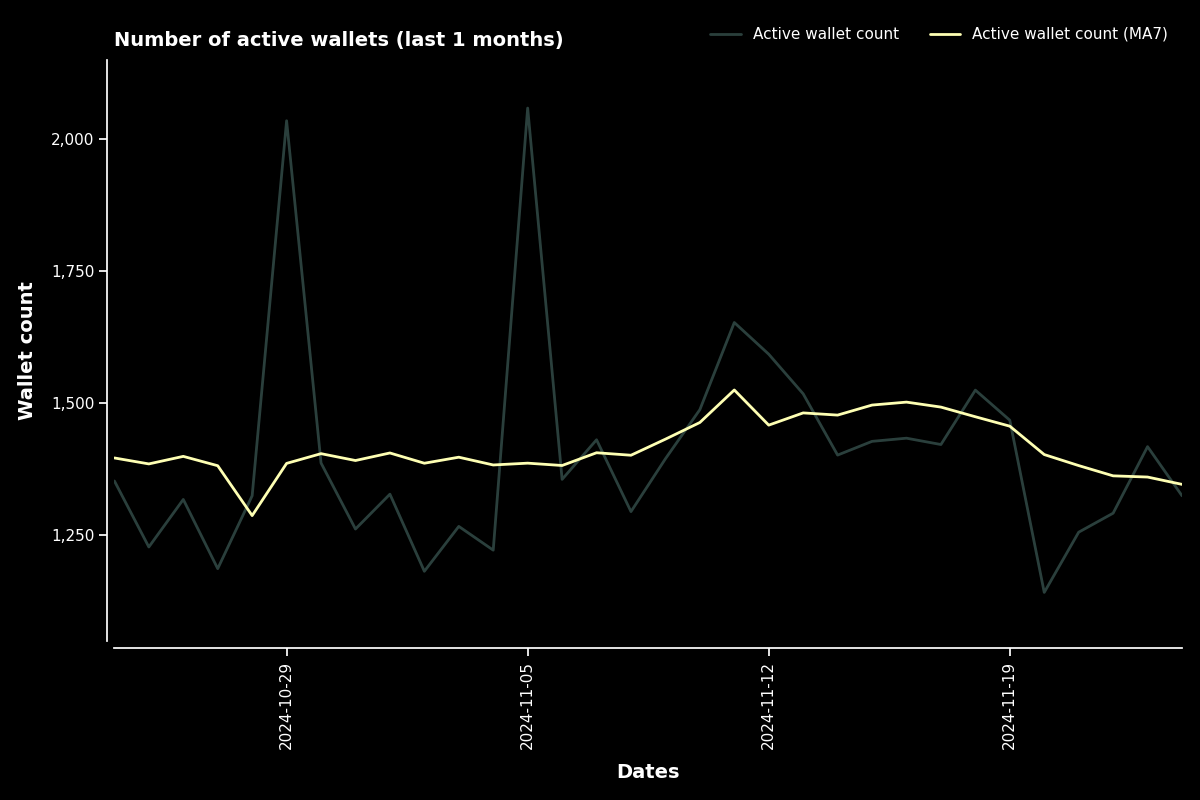 Number of active wallets (last 1 months)
Active wallet count
Active wallet count (MA7)
Wallet count
2,000
1,750
1,500
1,250
2024-10-29
2024-11-05
2024-11-12
2024-11-19
Dates